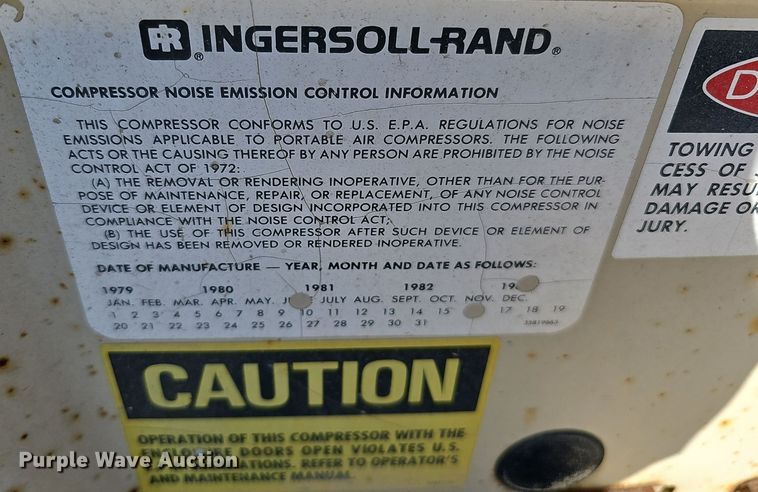 IR® INGERSOLL-RAND®
COMPRESSOR NOISE EMISSION CONTROL INFORMATION
THIS COMPRESSOR CONFORMS TO U.S. E.P.A. REGULATIONS FOR NOISE
EMISSIONS APPLICABLE TO PORTABLE AIR COMPRESSORS. THE FOLLOWING
ACTS OR THE CAUSING THEREOF BY ANY PERSON ARE PROHIBITED BY THE NOISE
CONTROL ACT OF 1972:
(A) THE REMOVAL OR RENDERING INOPERATIVE, OTHER THAN FOR THE PUR-
POSE OF MAINTENANCE, REPAIR, OR REPLACEMENT, OF ANY NOISE CONTROL
DEVICE OR ELEMENT OF DESIGN INCORPORATED INTO THIS COMPRESSOR IN
COMPLIANCE WITH THE NOISE CONTROL ACT;
(B) THE USE OF THIS COMPRESSOR AFTER SUCH DEVICE OR ELEMENT OF
DESIGN HAS BEEN REMOVED OR RENDERED INOPERATIVE.
DATE OF MANUFACTURE — YEAR, MONTH AND DATE AS FOLLOWS:
1979 1980 1981 1982 19
JAN. FEB. MAR. APR. MAY. JULY AUG. SEPT. OCT. NOV. DEC.
1 2 3 4 5 6 7 8 9 10 11 12 13 14 15 17 18 19
20 21 22 23 24 25 26 27 28 29 30 31
TOWING
CESS OF
MAY RESU
DAMAGE O
JURY.
CAUTION
OPERATION OF THIS COMPRESSOR WITH THE
DOORS OPEN VIOLATES U.S.
REFER TO OPERATOR'S
AND MAINTENANCE MANUAL.
Purple Wave Auction